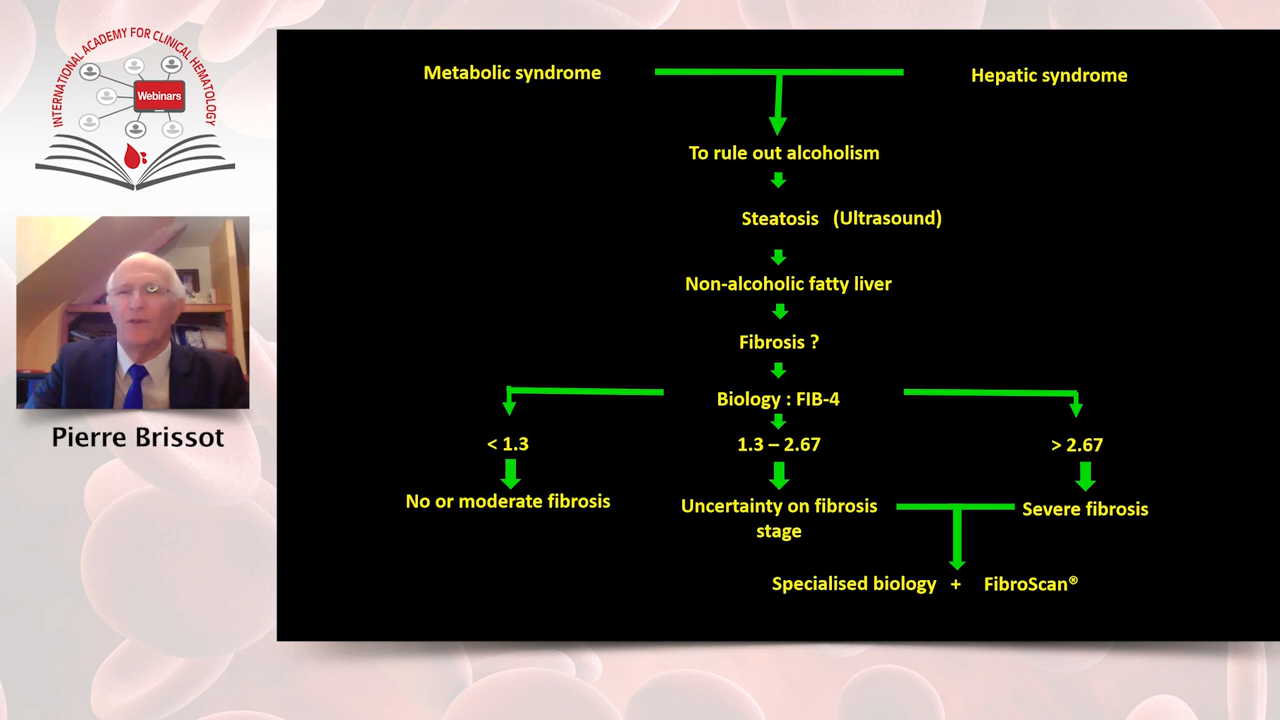 INTERNATIONAL ACADEMY FOR CLINICAL HEMATOLOGY
Webinars
Pierre Brissot
Metabolic syndrome
Hepatic syndrome
To rule out alcoholism
Steatosis (Ultrasound)
Non-alcoholic fatty liver
Fibrosis ?
Biology : FIB-4
< 1.3
1.3 – 2.67
> 2.67
No or moderate fibrosis
Uncertainty on fibrosis
stage
Severe fibrosis
Specialised biology + FibroScan®